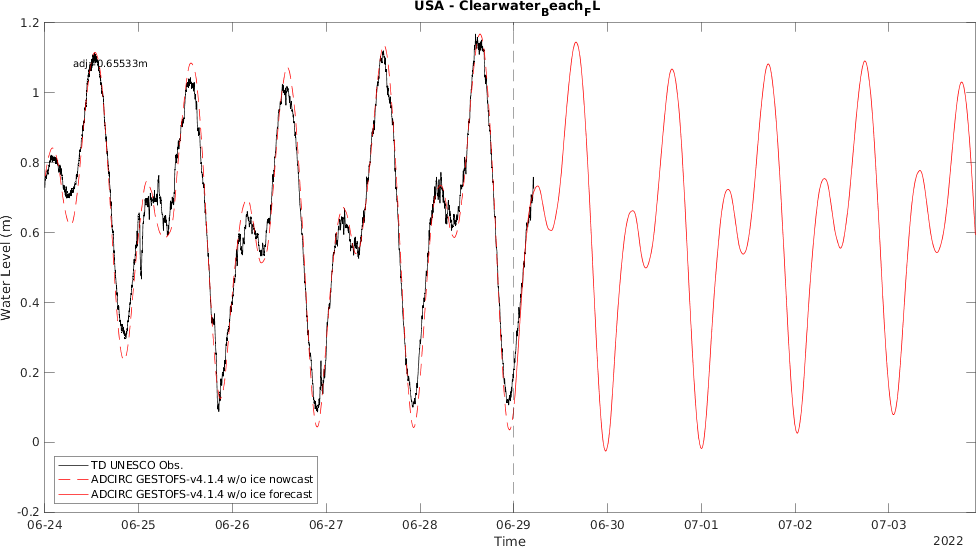 USA - Clearwater_Beach_FL
adj=0.65533m
1.2
1
0.8
0.6
0.4
0.2
0
-0.2
Water Level (m)
TD UNESCO Obs.
ADCIRC GESTOFS-v4.1.4 w/o ice nowcast
ADCIRC GESTOFS-v4.1.4 w/o ice forecast
06-24 06-25 06-26 06-27 06-28 06-29 06-30 07-01 07-02 07-03
Time
2022